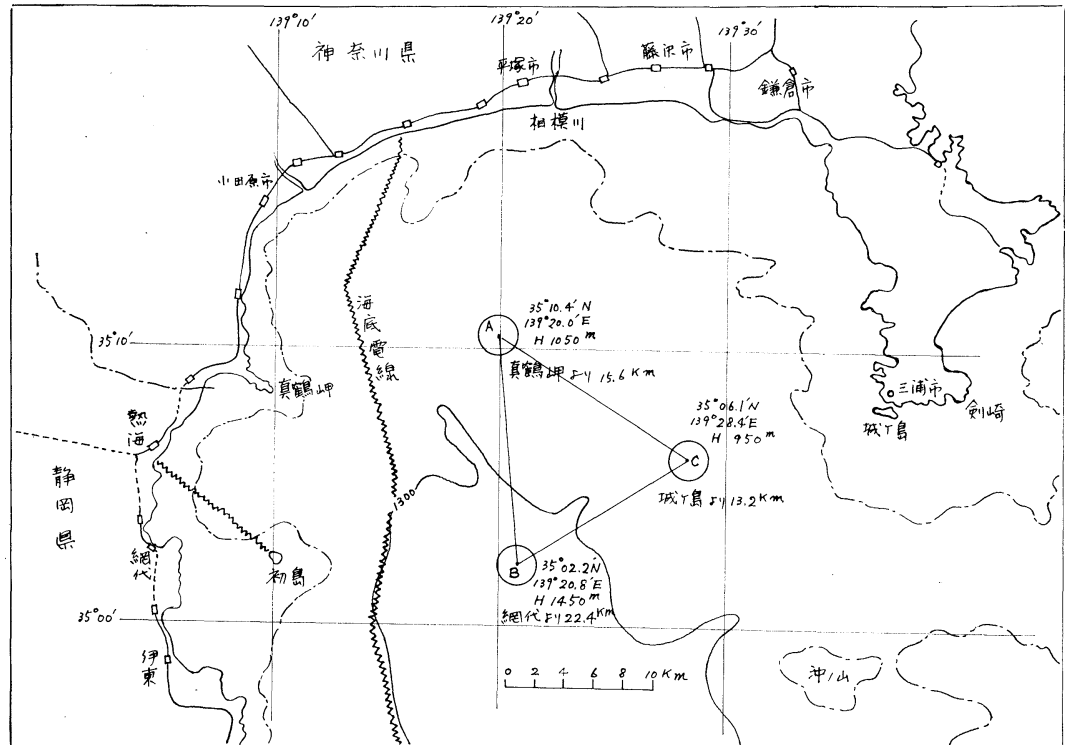 139°10′
139°20′
139°30′
神奈川県
平塚市
藤沢市
鎌倉市
相模川
小田原市
海底電線
A
35°10.4′N
139°20.0′E
H 1050 m
真鶴岬より 15.6 Km
35°10′
真鶴岬
三浦市
剣崎
城ケ島
35°06.1′N
139°28.4′E
H 950 m
C
城ケ島より 13.2 Km
熱海
静岡県
1300
網代
初島
B
35°02.2′N
139°20.8′E
H 1450 m
網代より 22.4 Km
35°00′
伊東
0 2 4 6 8 10 Km
沖ノ山